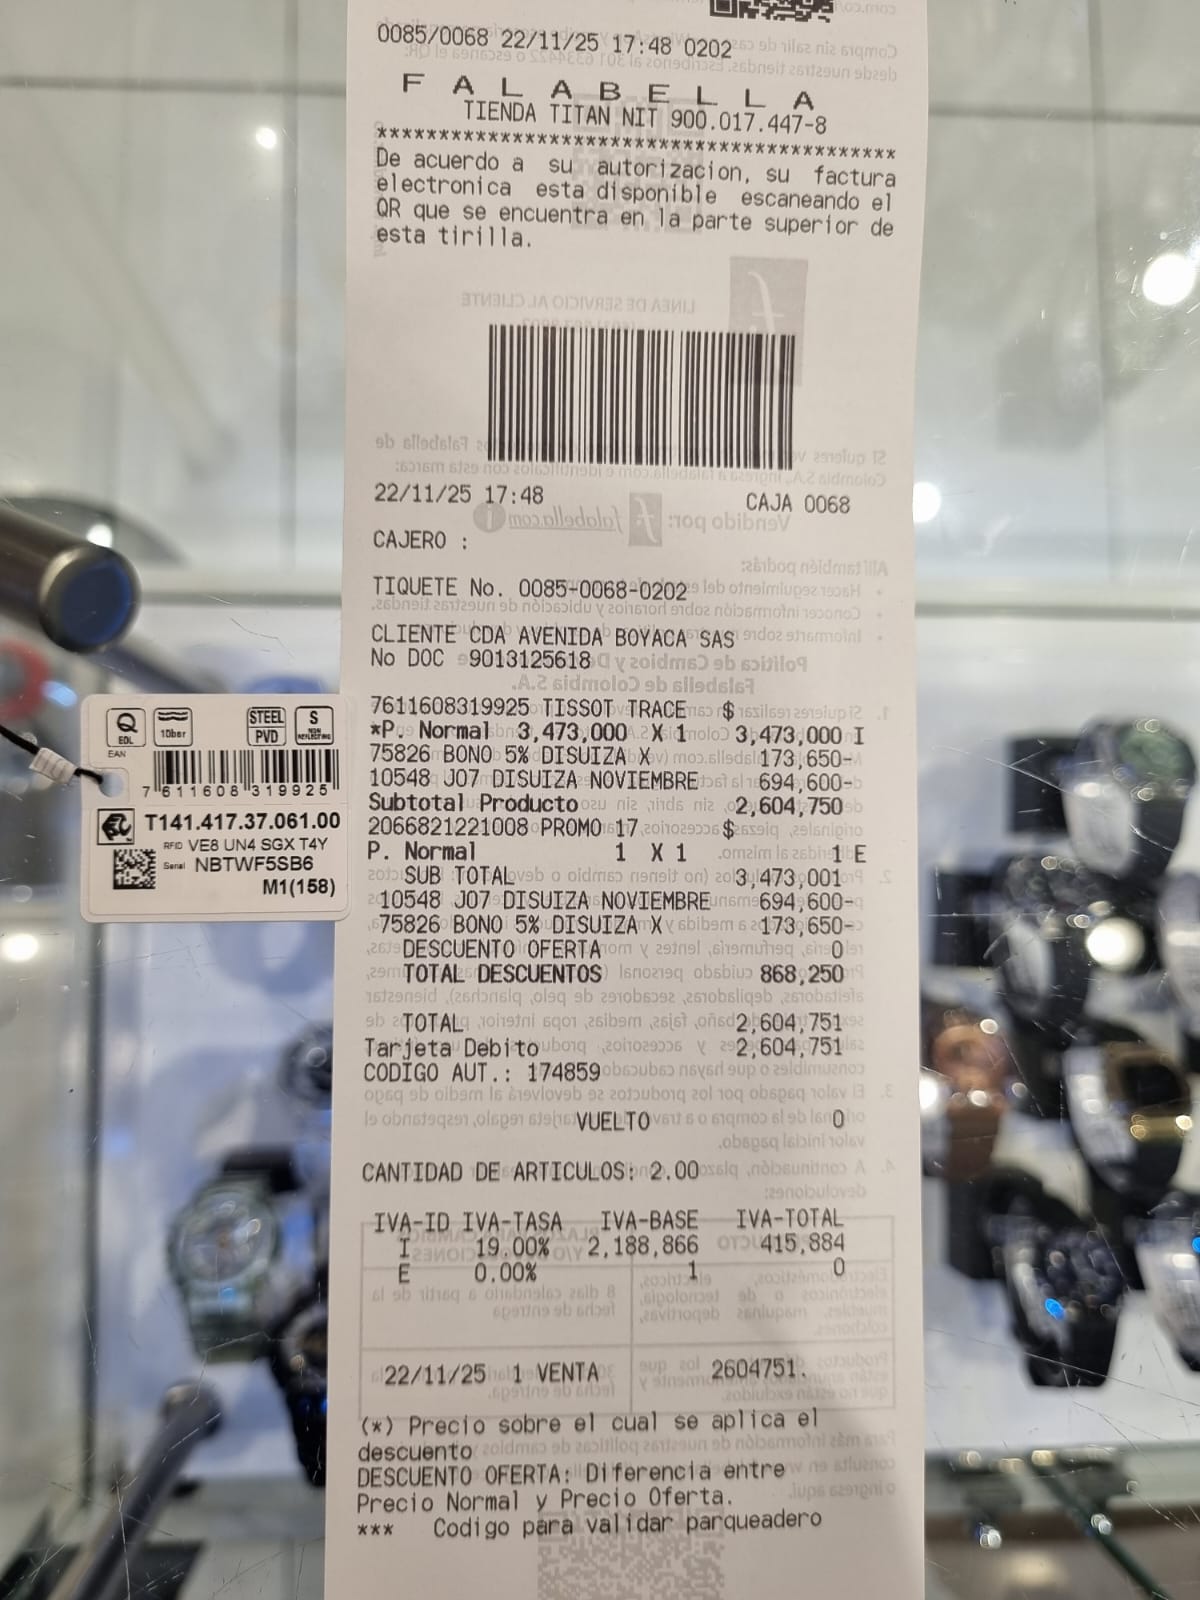 0085/0068 22/11/25 17:48 0202
F A L A B E L L A
TIENDA TITAN NIT 900.017.447-8
******************************************
De acuerdo a su autorizacion, su factura
electronica esta disponible escaneando el
QR que se encuentra en la parte superior de
esta tirilla.
22/11/25 17:48 CAJA 0068
CAJERO :
TIQUETE No. 0085-0068-0202
CLIENTE CDA AVENIDA BOYACA SAS
No DOC 9013125618
7611608319925 TISSOT TRACE $
*P. Normal 3,473,000 X 1 3,473,000 I
75826 BONO 5% DISUIZA X 173,650-
10548 J07 DISUIZA NOVIEMBRE 694,600-
Subtotal Producto 2,604,750
2066821221008 PROMO 17 $
P. Normal 1 X 1 1 E
SUB TOTAL 3,473,001
10548 J07 DISUIZA NOVIEMBRE 694,600-
75826 BONO 5% DISUIZA X 173,650-
DESCUENTO OFERTA 0
TOTAL DESCUENTOS 868,250
TOTAL 2,604,751
Tarjeta Debito 2,604,751
CODIGO AUT.: 174859
VUELTO 0
CANTIDAD DE ARTICULOS: 2.00
IVA-ID IVA-TASA IVA-BASE IVA-TOTAL
I 19.00% 2,188,866 415,884
E 0.00% 1 0
22/11/25 1 VENTA 2604751.
(*) Precio sobre el cual se aplica el
descuento
DESCUENTO OFERTA: Diferencia entre
Precio Normal y Precio Oferta.
*** Codigo para validar parqueadero
Q
EOL
10bar
STEEL
PVD
S
NON
REFLECTING
EAN
7 611608 319925
T141.417.37.061.00
RFID VE8 UN4 SGX T4Y
Serial NBTWF5SB6
M1(158)